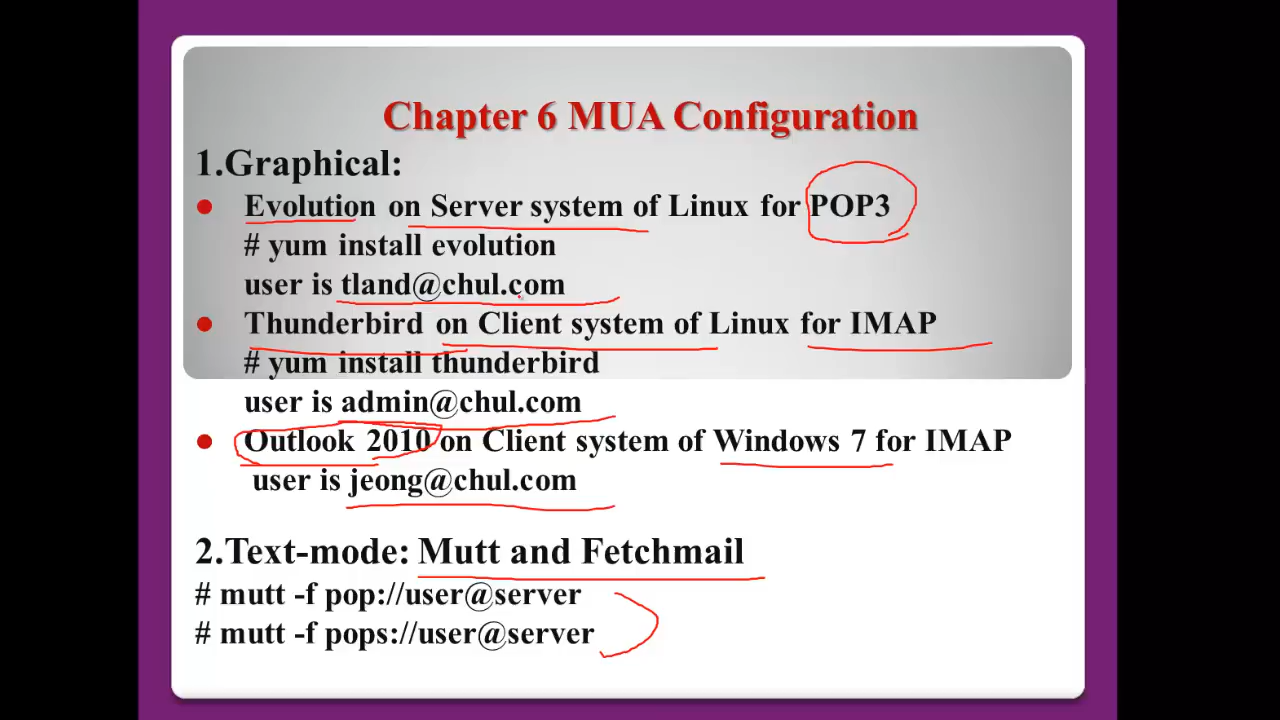 Chapter 6 MUA Configuration
1.Graphical:
● Evolution on Server system of Linux for POP3
# yum install evolution
user is tland@chul.com
● Thunderbird on Client system of Linux for IMAP
# yum install thunderbird
user is admin@chul.com
● Outlook 2010 on Client system of Windows 7 for IMAP
user is jeong@chul.com
2.Text-mode: Mutt and Fetchmail
# mutt -f pop://user@server
# mutt -f pops://user@server